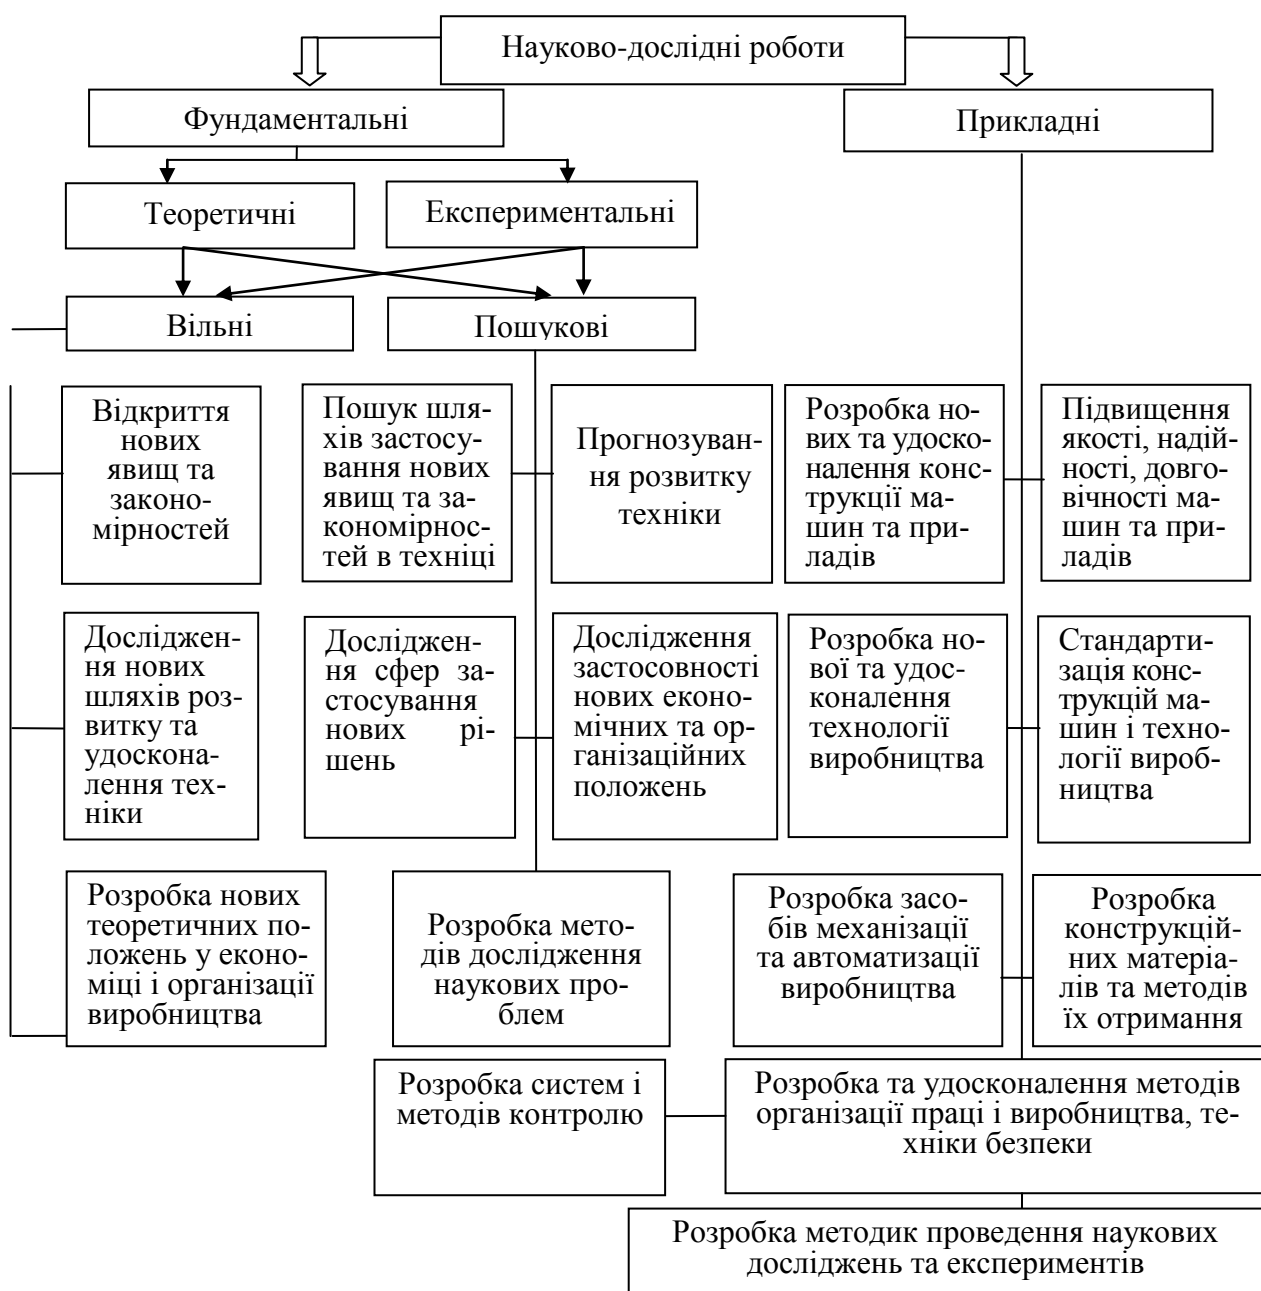 Науково-дослідні роботи
Фундаментальні
Прикладні
Теоретичні
Експериментальні
Вільні
Пошукові
Відкриття
нових
явищ та
законо-
мірностей
Пошук шля-
хів застосу-
вання нових
явищ та за-
кономірнос-
тей в техніці
Прогнозуван-
ня розвитку
техніки
Розробка но-
вих та удоско-
налення конс-
трукції ма-
шин та при-
ладів
Підвищення
якості, надій-
ності, довго-
вічності ма-
шин та при-
ладів
Дослі­джен-
ня нових
шляхів роз-
витку та
удоскона-
лення тех-
ніки
Дослі­джен-
ня сфер за-
стосування
нових рі-
шень
Дослідження
застосовності
нових еконо-
мічних та ор-
ганізаційних
положень
Розробка но-
вої та удос-
коналення
технології
виробництва
Стандарти-
зація конс-
трукцій ма-
шин і техно-
логії вироб-
ництва
Розробка нових
теоретичних по-
ложень у еконо-
міці і організації
виробництва
Розробка мето-
дів дослідження
наукових про-
блем
Розробка засо-
бів механізації
та автоматизації
виробництва
Розробка
конструкцій-
них матеріа-
лів та методів
їх отримання
Розробка систем і
методів контролю
Розробка та удосконалення методів
організації праці і виробництва, те-
хніки безпеки
Розробка методик проведення наукових
досліджень та експериментів